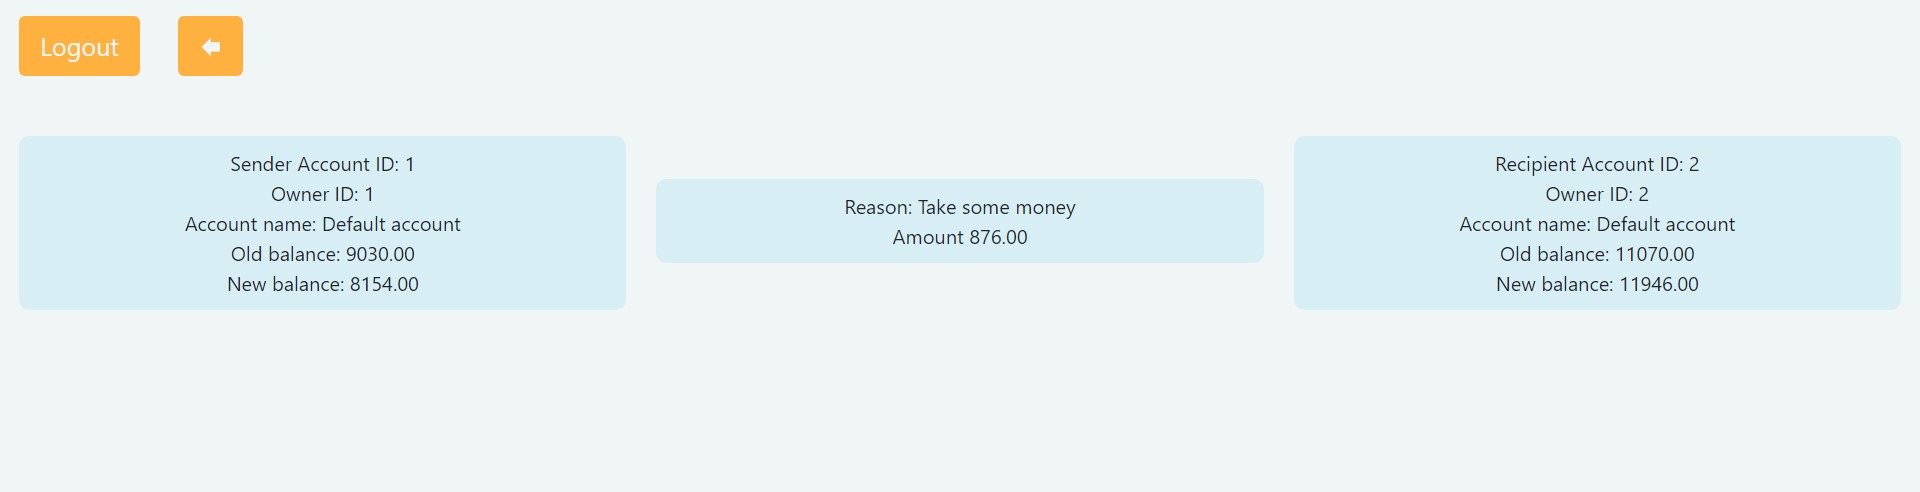 Logout
Sender Account ID: 1
Owner ID: 1
Account name: Default account
Old balance: 9030.00
New balance: 8154.00
Reason: Take some money
Amount 876.00
Recipient Account ID: 2
Owner ID: 2
Account name: Default account
Old balance: 11070.00
New balance: 11946.00